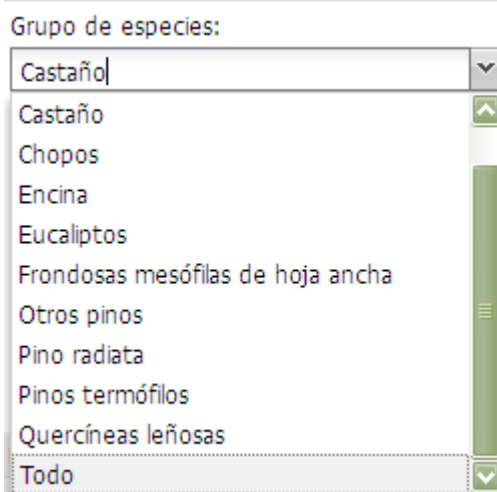 Grupo de especies:
Castaño
Castaño
Chopos
Encina
Eucaliptos
Frondosas mesófilas de hoja ancha
Otros pinos
Pino radiata
Pinos termófilos
Quercíneas leñosas
Todo